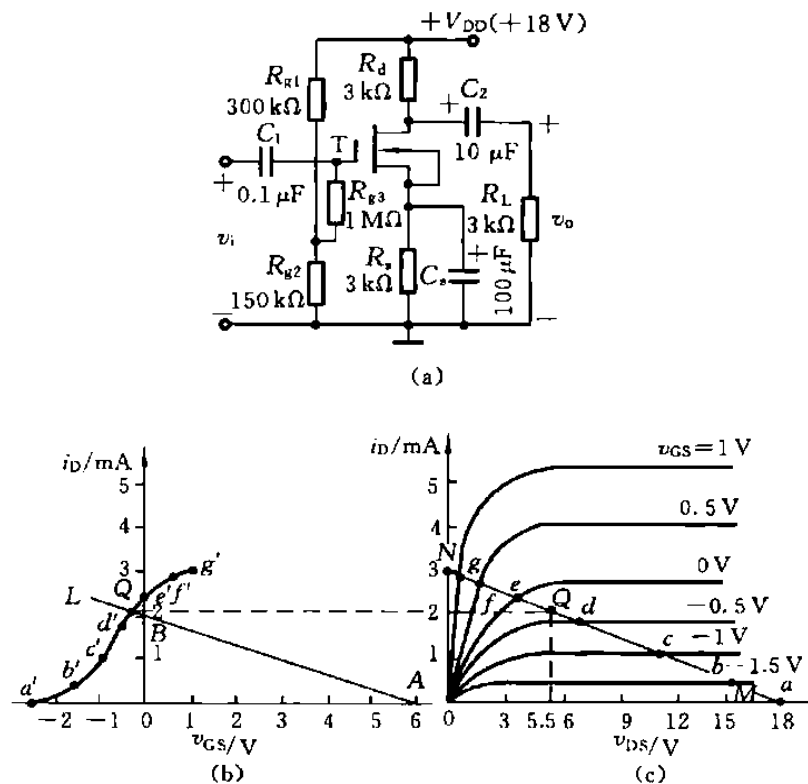 +V_DD(+18 V)
R_g1
300 kΩ
R_d
3 kΩ
+ C_2
10 μF
+
C_1
T
+
0.1 μF
R_g3
1 MΩ
R_L
3 kΩ
v_o
v_i
R_g2
150 kΩ
R_s
3 kΩ
C_s
+
100 μF
−
−
(a)
i_D/mA
5
4
3
2
1
L
Q
a′
b′
c′
d′
e′
f′
g′
B
A
−2 −1 0 1 2 3 4 5 6
v_GS/V
(b)
i_D/mA
5
4
3
2
1
v_GS=1 V
0.5 V
0V
−0.5 V
−1V
−1.5V
N
g
f
e
Q
d
c
b
M
a
0 3 5.5 6 9 12 15 18
v_DS/V
(c)